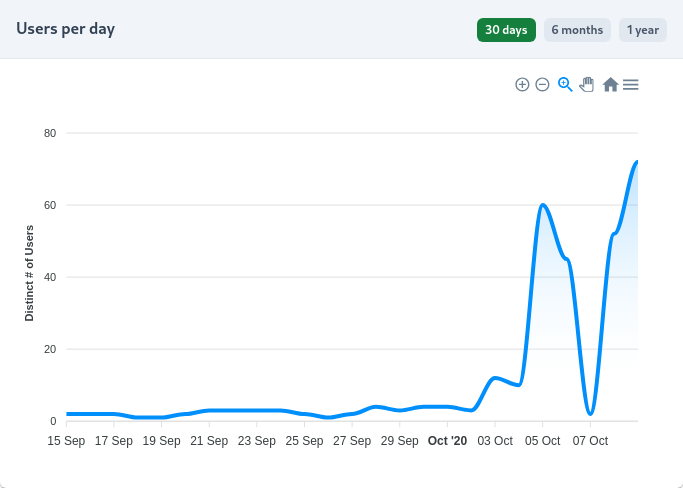 Users per day
30 days
6 months
1 year
80
60
40
20
0
Distinct # of Users
15 Sep 17 Sep 19 Sep 21 Sep 23 Sep 25 Sep 27 Sep 29 Sep Oct '20 03 Oct 05 Oct 07 Oct